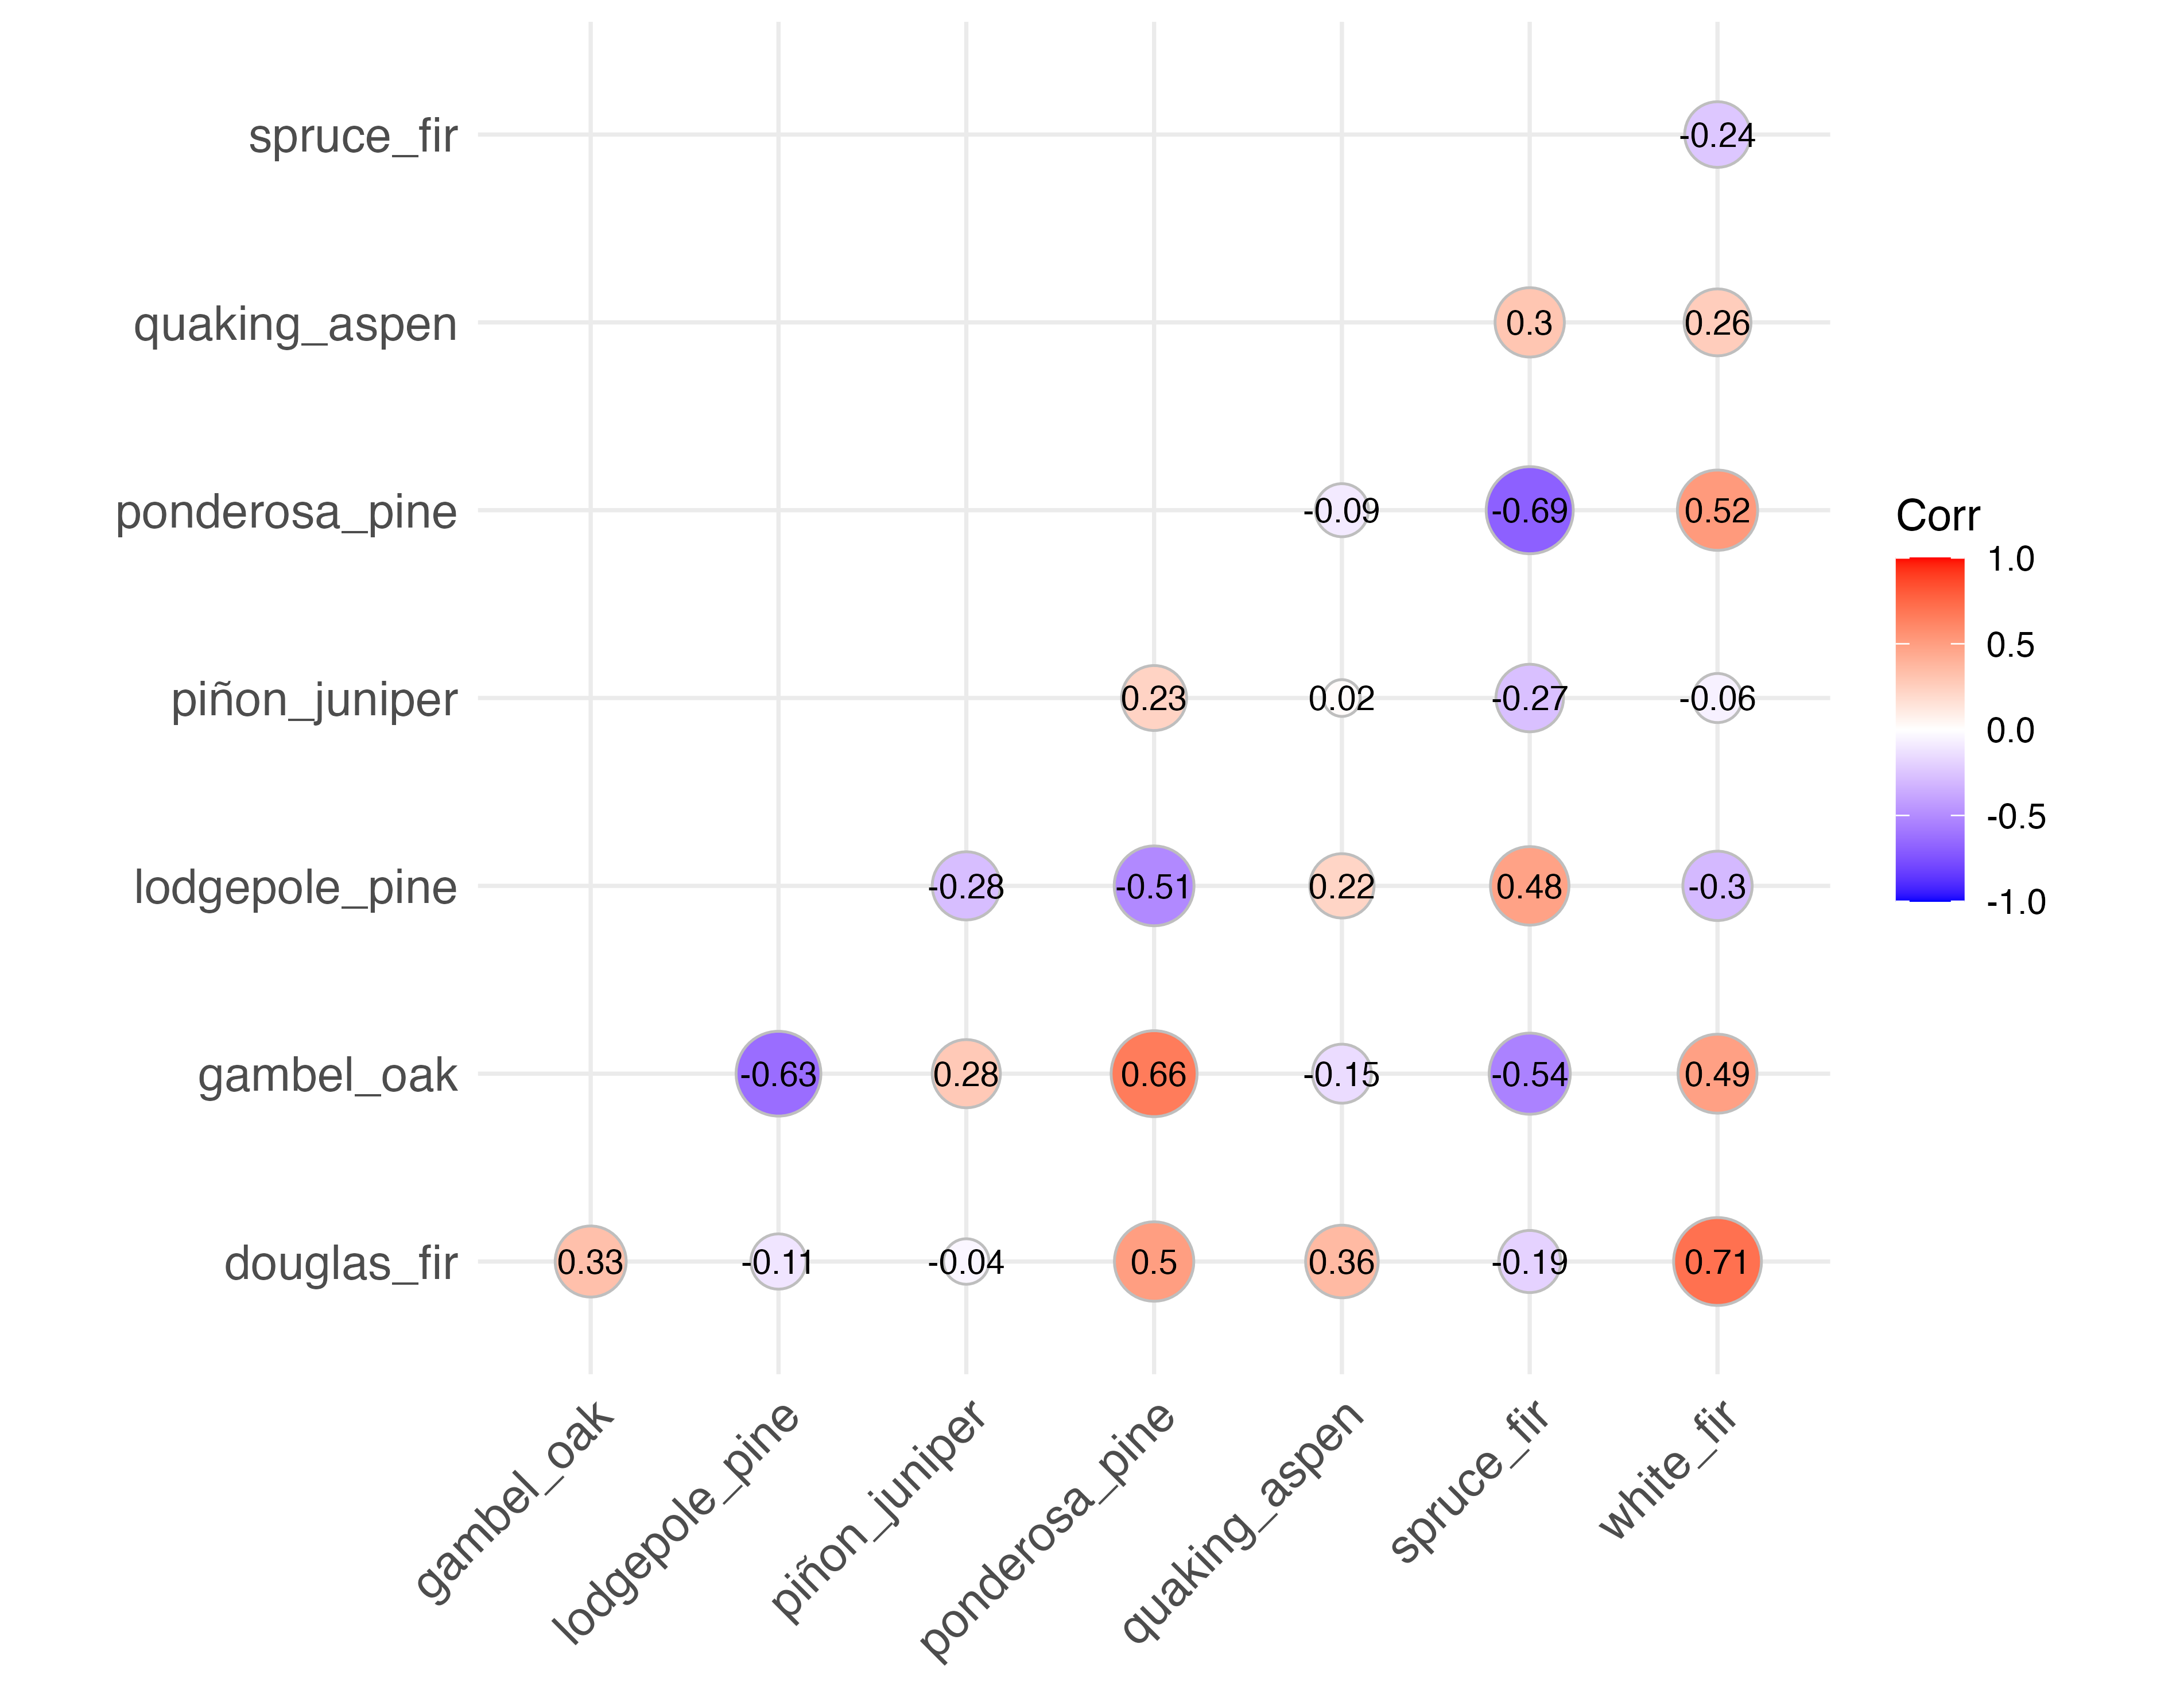 spruce_fir -0.24
quaking_aspen 0.3 0.26
ponderosa_pine -0.09 -0.69 0.52
piñon_juniper 0.23 0.02 -0.27 -0.06
lodgepole_pine -0.28 -0.51 0.22 0.48 -0.3
gambel_oak -0.63 0.28 0.66 -0.15 -0.54 0.49
douglas_fir 0.33 -0.11 -0.04 0.5 0.36 -0.19 0.71
gambel_oak
lodgepole_pine
piñon_juniper
ponderosa_pine
quaking_aspen
spruce_fir
white_fir
Corr
1.0
0.5
0.0
-0.5
-1.0